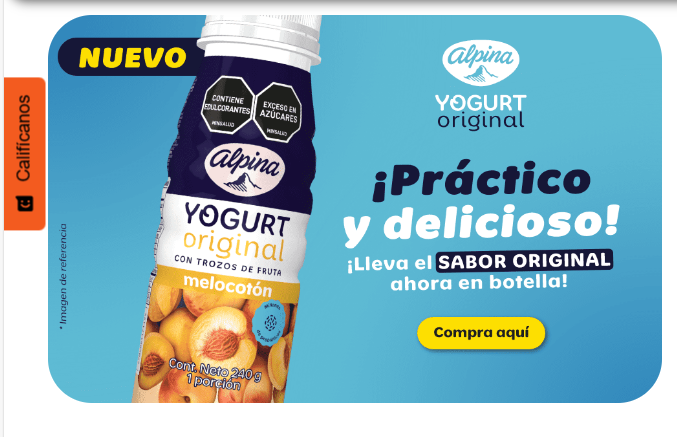 NUEVO
CONTIENE
EDULCORANTES
MINSALUD
EXCESO EN
AZÚCARES
MINSALUD
alpina
YOGURT
original
CON TROZOS DE FRUTA
melocotón
Cont. Neto 240 g
1 porción
* Imagen de referencia
Califícanos
alpina
YOGURT
original
¡Práctico
y delicioso!
¡Lleva el SABOR ORIGINAL
ahora en botella!
Compra aquí